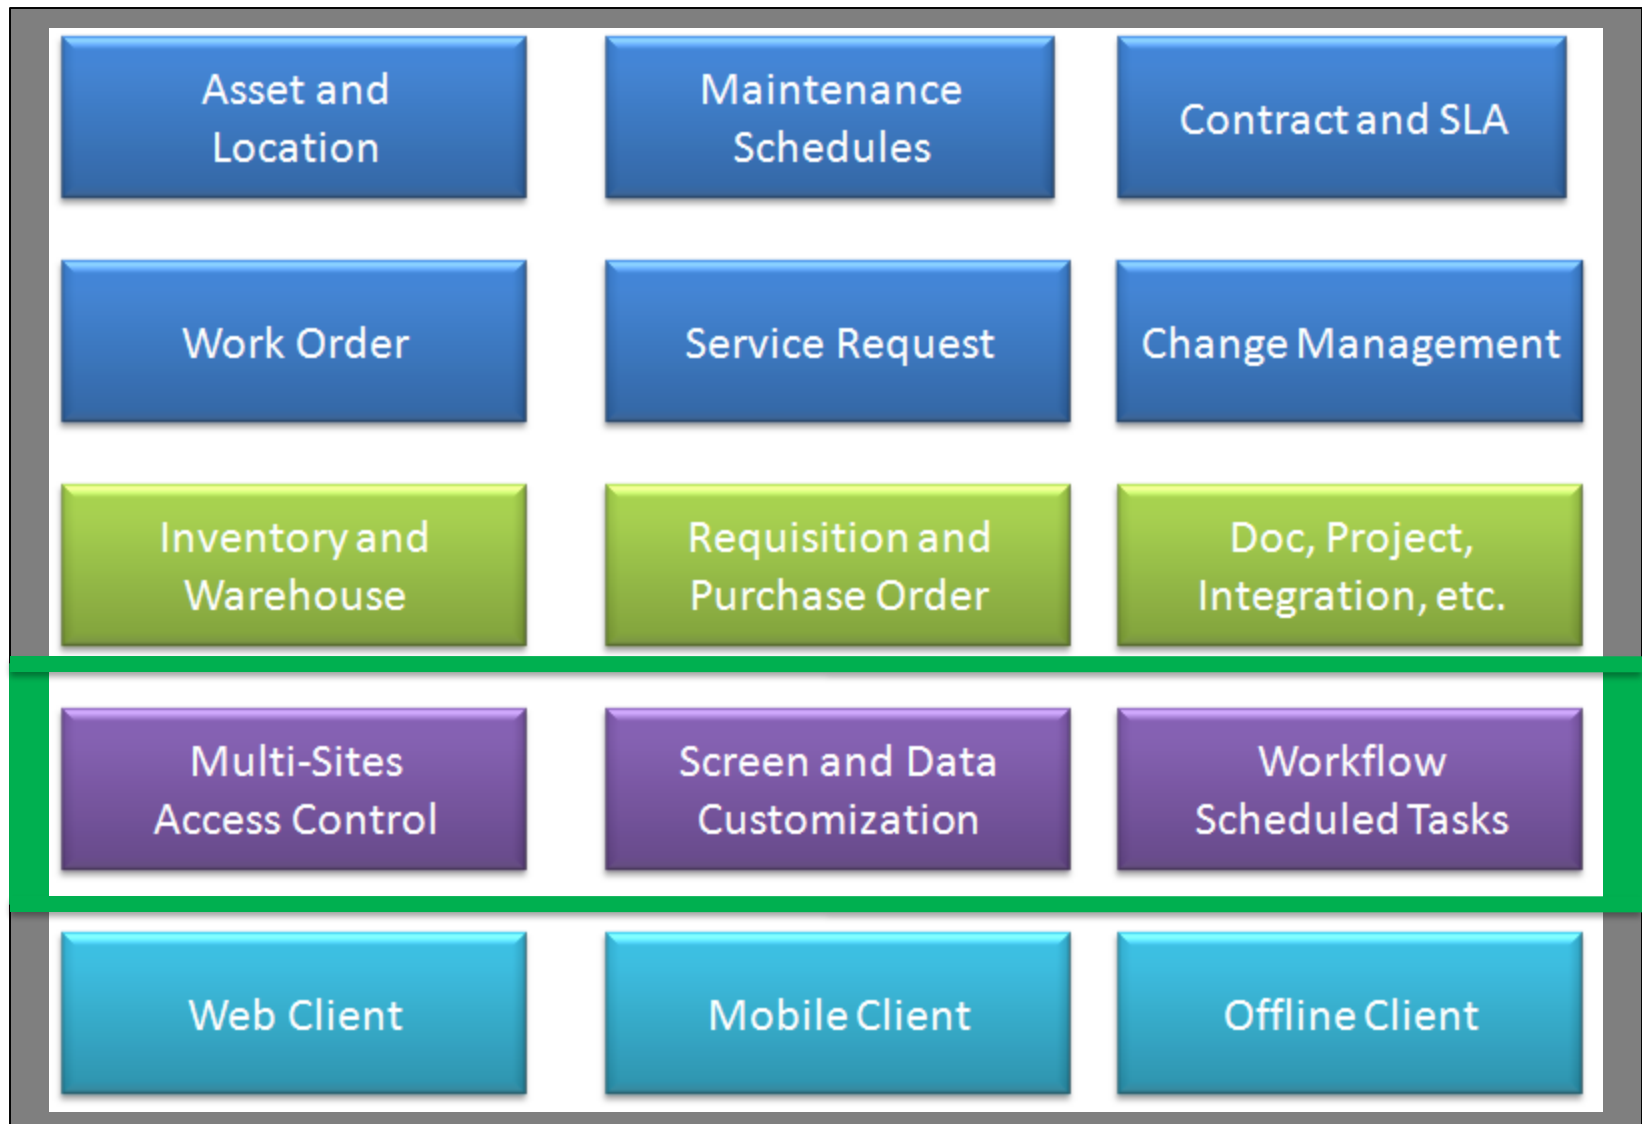 Asset and
Location
Maintenance
Schedules
Contract and SLA
Work Order
Service Request
Change Management
Inventory and
Warehouse
Requisition and
Purchase Order
Doc, Project,
Integration, etc.
Multi-Sites
Access Control
Screen and Data
Customization
Workflow
Scheduled Tasks
Web Client
Mobile Client
Offline Client